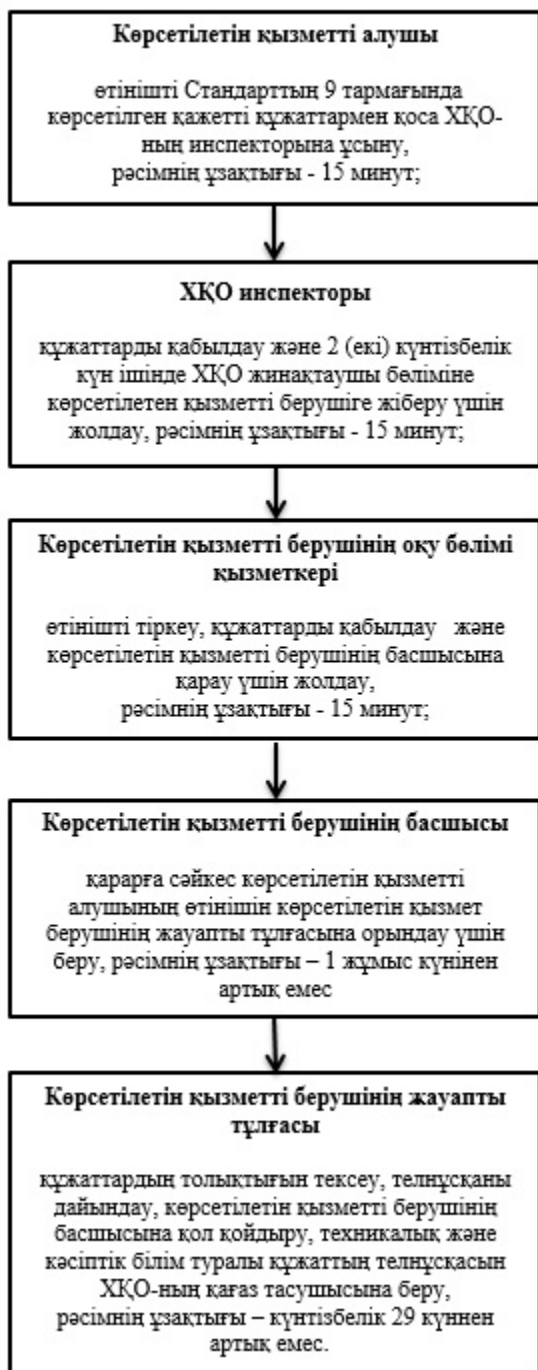 Көрсетілетін қызметті алушы
өтінішті Стандарттың 9 тармағында
көрсетілген қажетті құжаттармен қоса ХҚО-
ның инспекторына ұсыну,
рәсімнің ұзақтығы - 15 минут;
ХҚО инспекторы
құжаттарды қабылдау және 2 (екі) күнтізбелік
күн ішінде ХҚО жинақтаушы бөліміне
көрсетілетен қызметті берушіге жіберу үшін
жолдау, рәсімнің ұзақтығы - 15 минут;
Көрсетілетін қызметті берушінің оқу бөлімі
қызметкері
өтінішті тіркеу, құжаттарды қабылдау және
көрсетілетін қызметті берушінің басшысына
қарау үшін жолдау,
рәсімнің ұзақтығы - 15 минут;
Көрсетілетін қызметті берушінің басшысы
қарарға сәйкес көрсетілетін қызметті
алушының өтінішін көрсетілетін қызмет
берушінің жауапты тұлғасына орындау үшін
беру, рәсімнің ұзақтығы – 1 жұмыс күнінен
артық емес
Көрсетілетін қызметті берушінің жауапты
тұлғасы
құжаттардың толықтығын тексеу, телнұсқаны
дайындау, көрсетілетін қызметті берушінің
басшысына қол қойдыру, техникалық және
кәсіптік білім туралы құжаттың телнұсқасын
ХҚО-ның қағаз тасушысына беру,
рәсімнің ұзақтығы – күнтізбелік 29 күннен
артық емес.